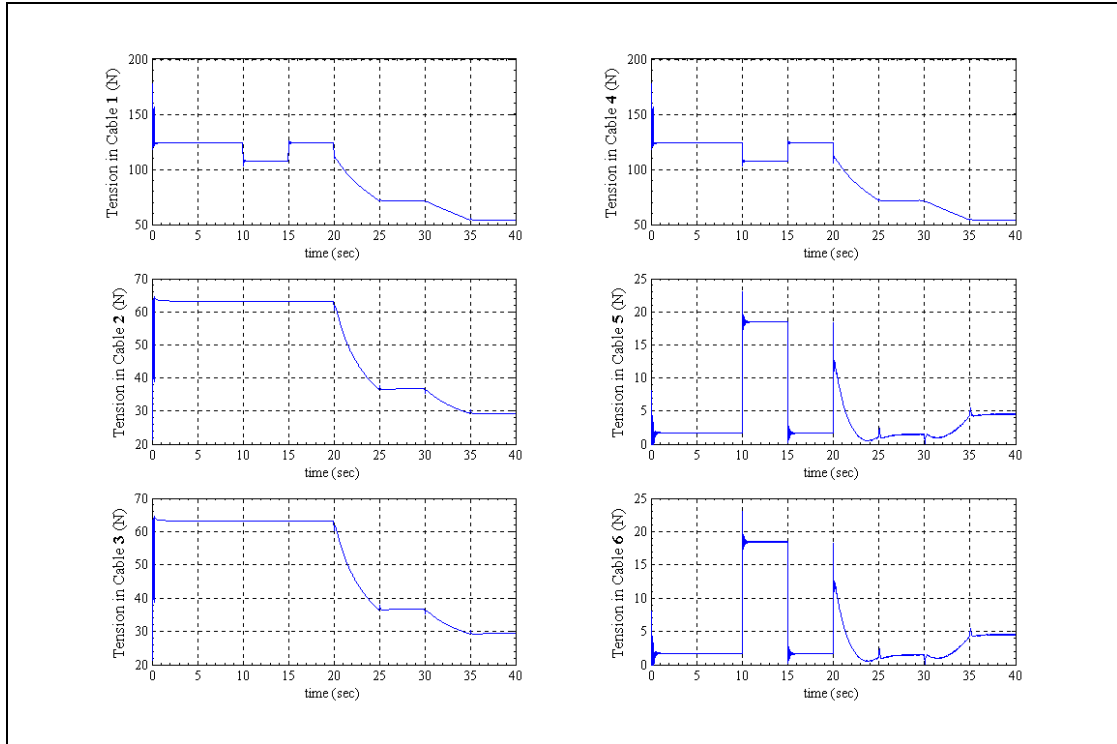 Tension in Cable 1 (N)
200
150
100
50
0 5 10 15 20 25 30 35 40
time (sec)
Tension in Cable 4 (N)
200
150
100
50
0 5 10 15 20 25 30 35 40
time (sec)
Tension in Cable 2 (N)
70
60
50
40
30
20
0 5 10 15 20 25 30 35 40
time (sec)
Tension in Cable 5 (N)
25
20
15
10
5
0
0 5 10 15 20 25 30 35 40
time (sec)
Tension in Cable 3 (N)
70
60
50
40
30
20
0 5 10 15 20 25 30 35 40
time (sec)
Tension in Cable 6 (N)
25
20
15
10
5
0
0 5 10 15 20 25 30 35 40
time (sec)